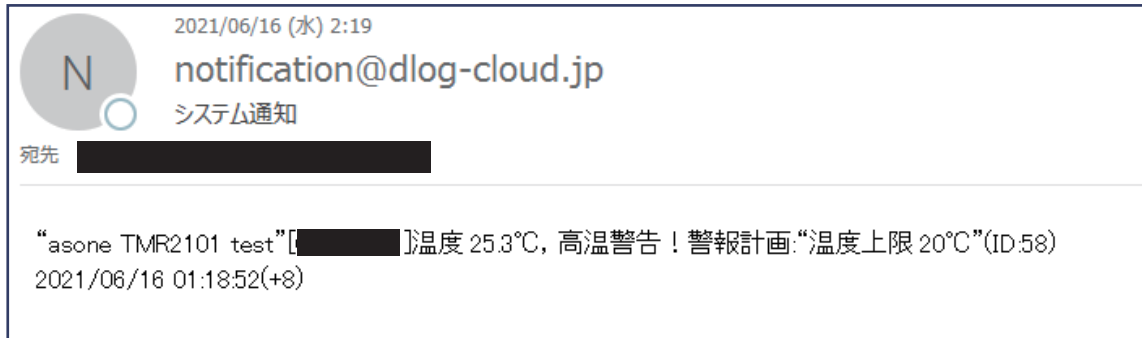 2021/06/16 (水) 2:19
N
notification@dlog-cloud.jp
システム通知
宛先
“asone TMR2101 test”[ ]温度 25.3℃, 高温警告！警報計画:“温度上限 20℃”(ID:58)
2021/06/16 01:18:52(+8)